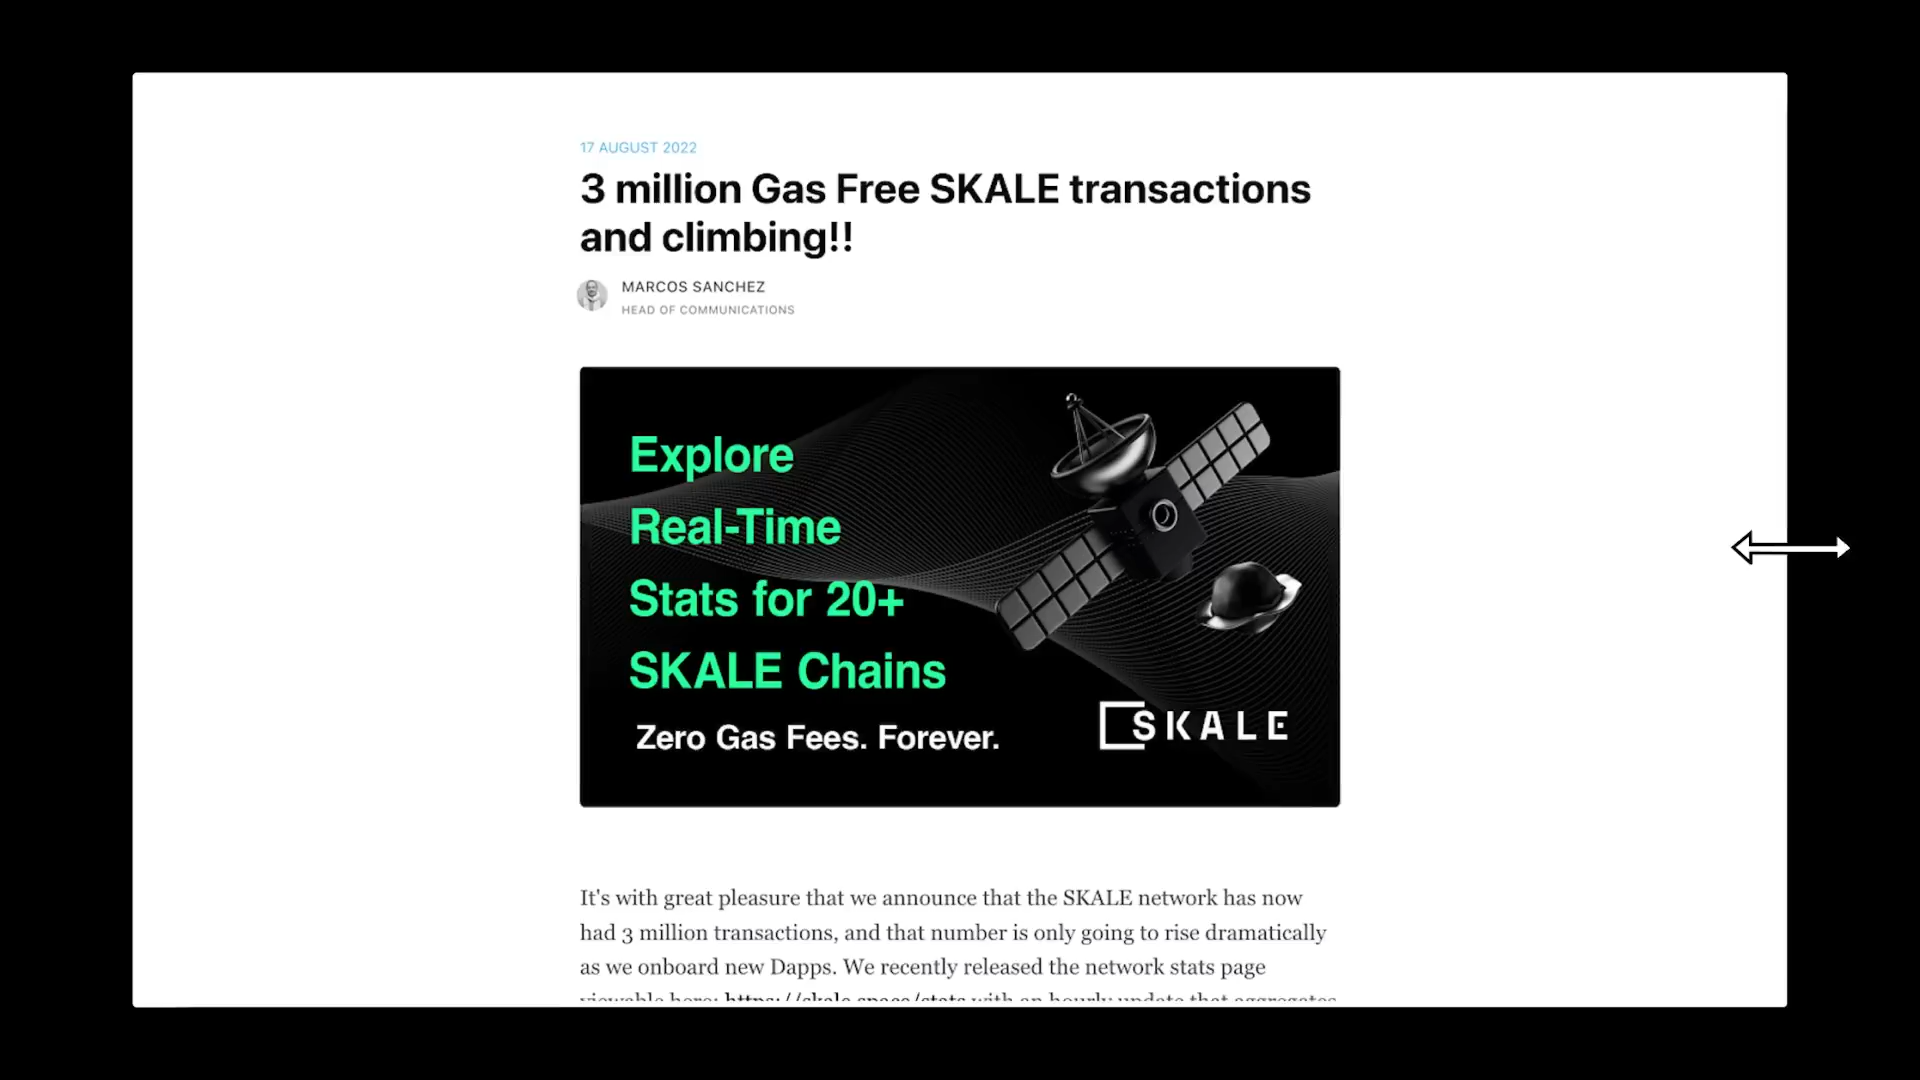 17 AUGUST 2022
3 million Gas Free SKALE transactions
and climbing!!
MARCOS SANCHEZ
HEAD OF COMMUNICATIONS
Explore
Real-Time
Stats for 20+
SKALE Chains
Zero Gas Fees. Forever.
SKALE
It's with great pleasure that we announce that the SKALE network has now
had 3 million transactions, and that number is only going to rise dramatically
as we onboard new Dapps. We recently released the network stats page
viewable here: https://skale.space/stats with an hourly update that aggregates